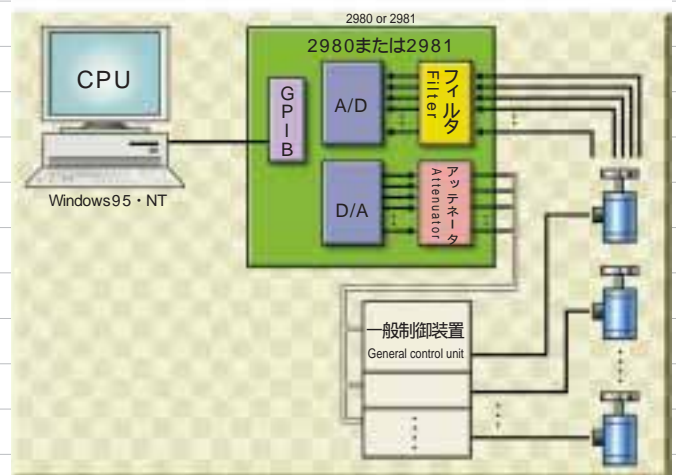 2980 or 2981
2980または2981
CPU
GPIB
A/D
フィルタ
Filter
D/A
アッテネータ
Attenuator
Windows95・NT
一般制御装置
General control unit